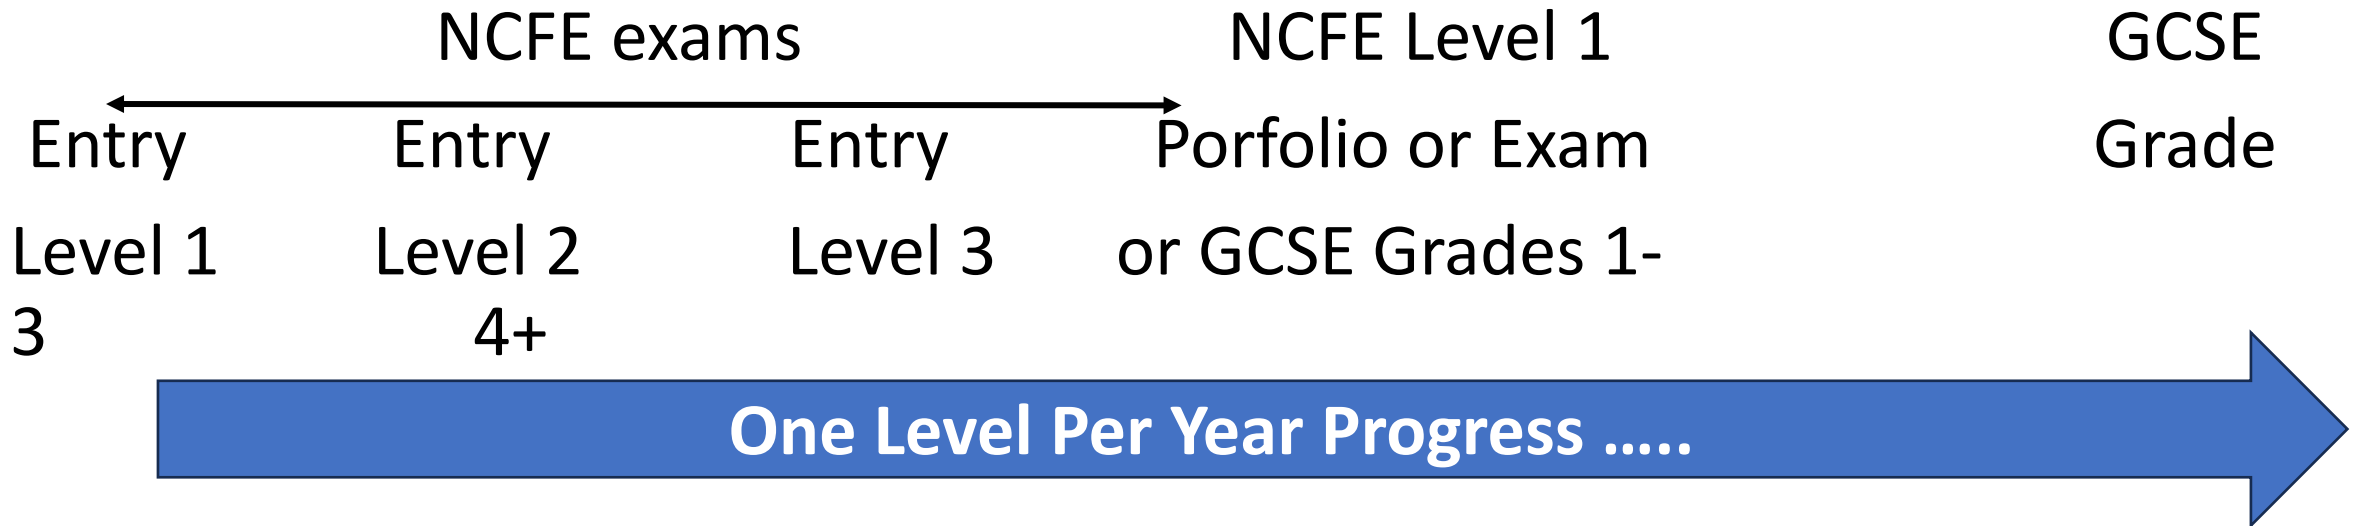 NCFE exams NCFE Level 1 GCSE
Entry Entry Entry Porfolio or Exam Grade
Level 1 Level 2 Level 3 or GCSE Grades 1-
3 4+
One Level Per Year Progress .....